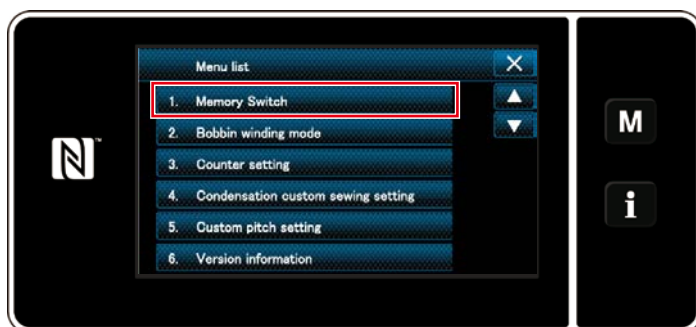 Menu list
1. Memory Switch
2. Bobbin winding mode
3. Counter setting
4. Condensation custom sewing setting
5. Custom pitch setting
6. Version information
M
i